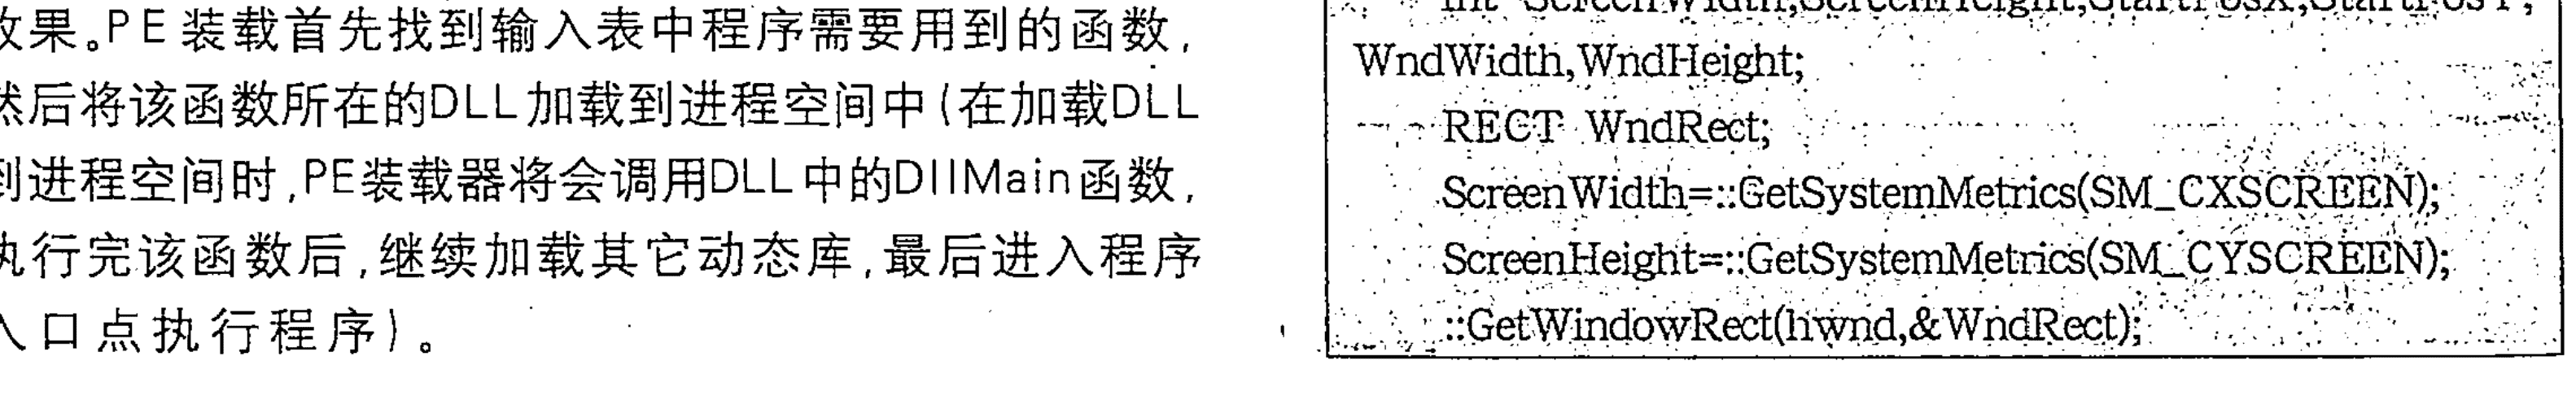 效果。PE装载首先找到输入表中程序需要用到的函数,
然后将该函数所在的DLL加载到进程空间中(在加载DLL
到进程空间时,PE装载器将会调用DLL中的DllMain函数,
执行完该函数后,继续加载其它动态库,最后进入程序
入口点执行程序)。
int ScreenWidth,ScreenHeight,StartPosX,StartPosY,
WndWidth,WndHeight;
RECT WndRect;
ScreenWidth=::GetSystemMetrics(SM_CXSCREEN);
ScreenHeight=::GetSystemMetrics(SM_CYSCREEN);
::GetWindowRect(hwnd,&WndRect);